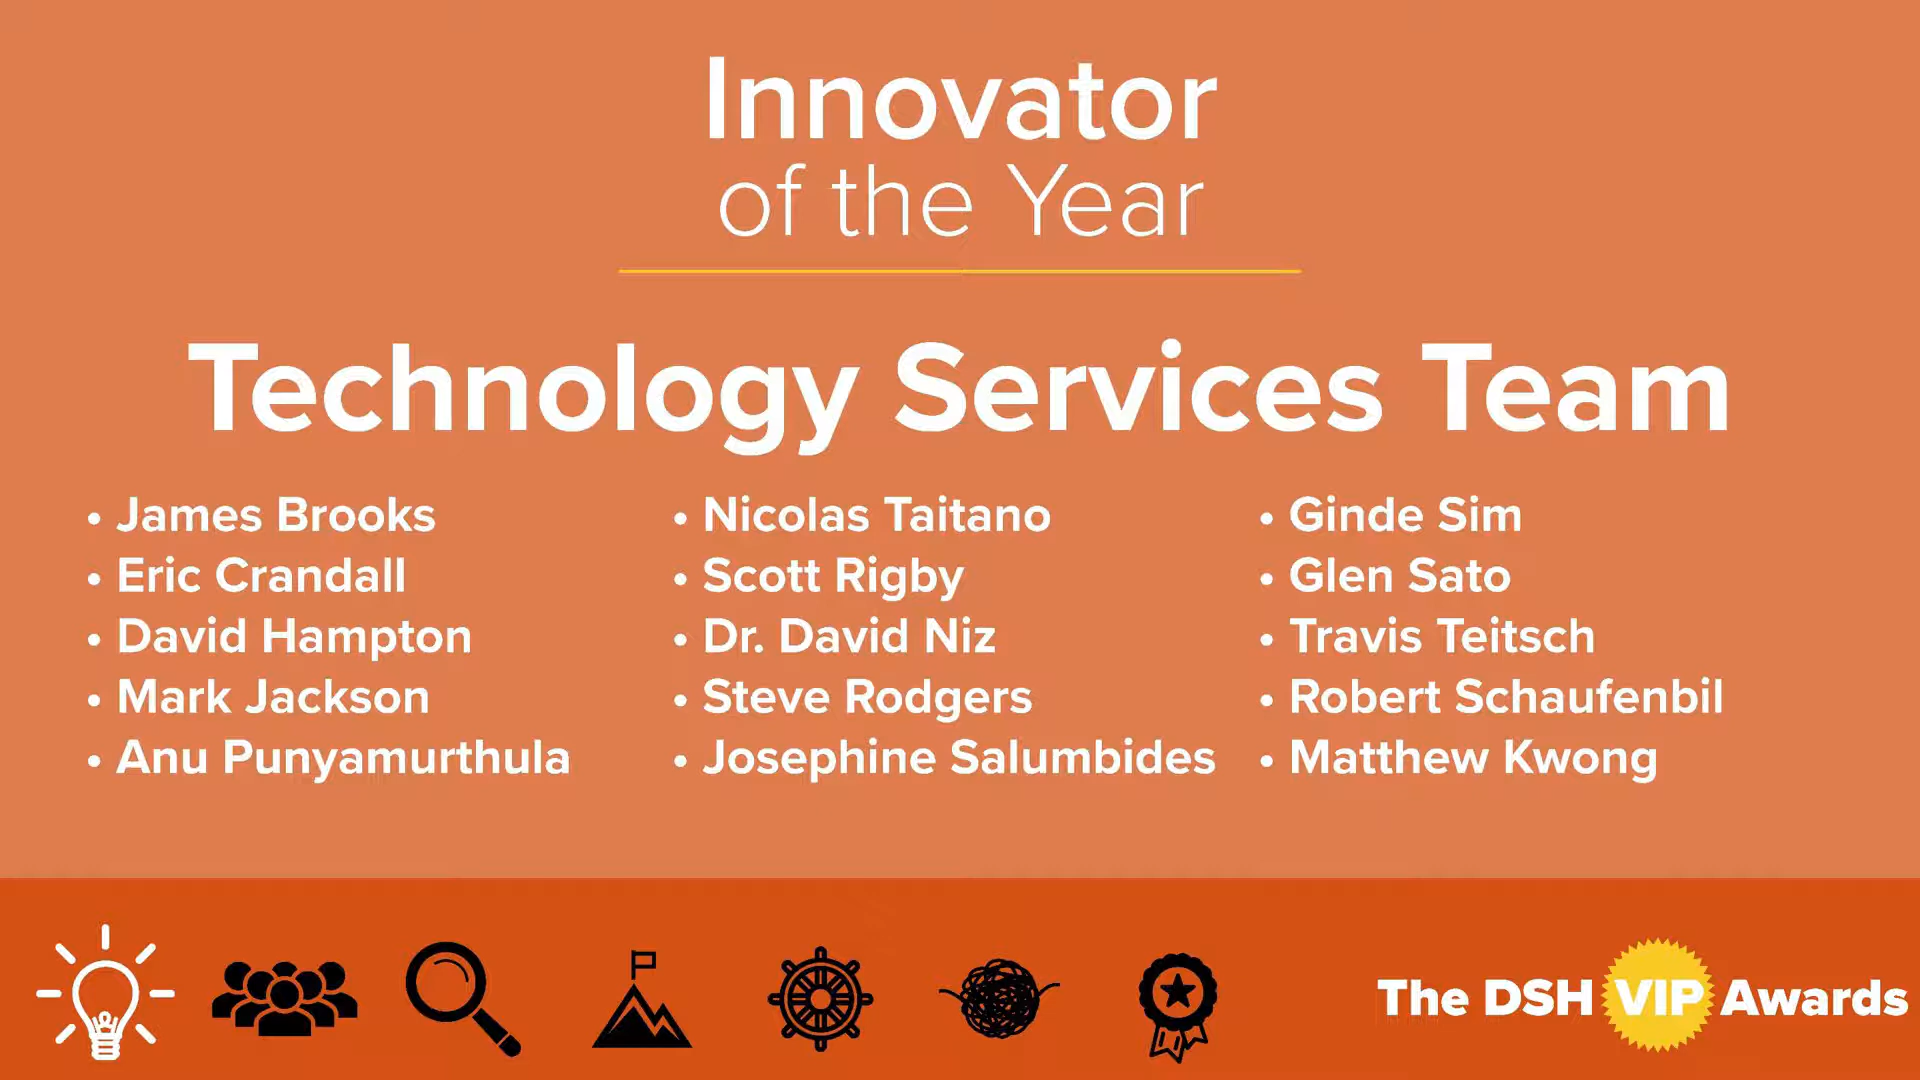 Innovator
of the Year
Technology Services Team
• James Brooks
• Eric Crandall
• David Hampton
• Mark Jackson
• Anu Punyamurthula
• Nicolas Taitano
• Scott Rigby
• Dr. David Niz
• Steve Rodgers
• Josephine Salumbides
• Ginde Sim
• Glen Sato
• Travis Teitsch
• Robert Schaufenbil
• Matthew Kwong
The DSH VIP Awards